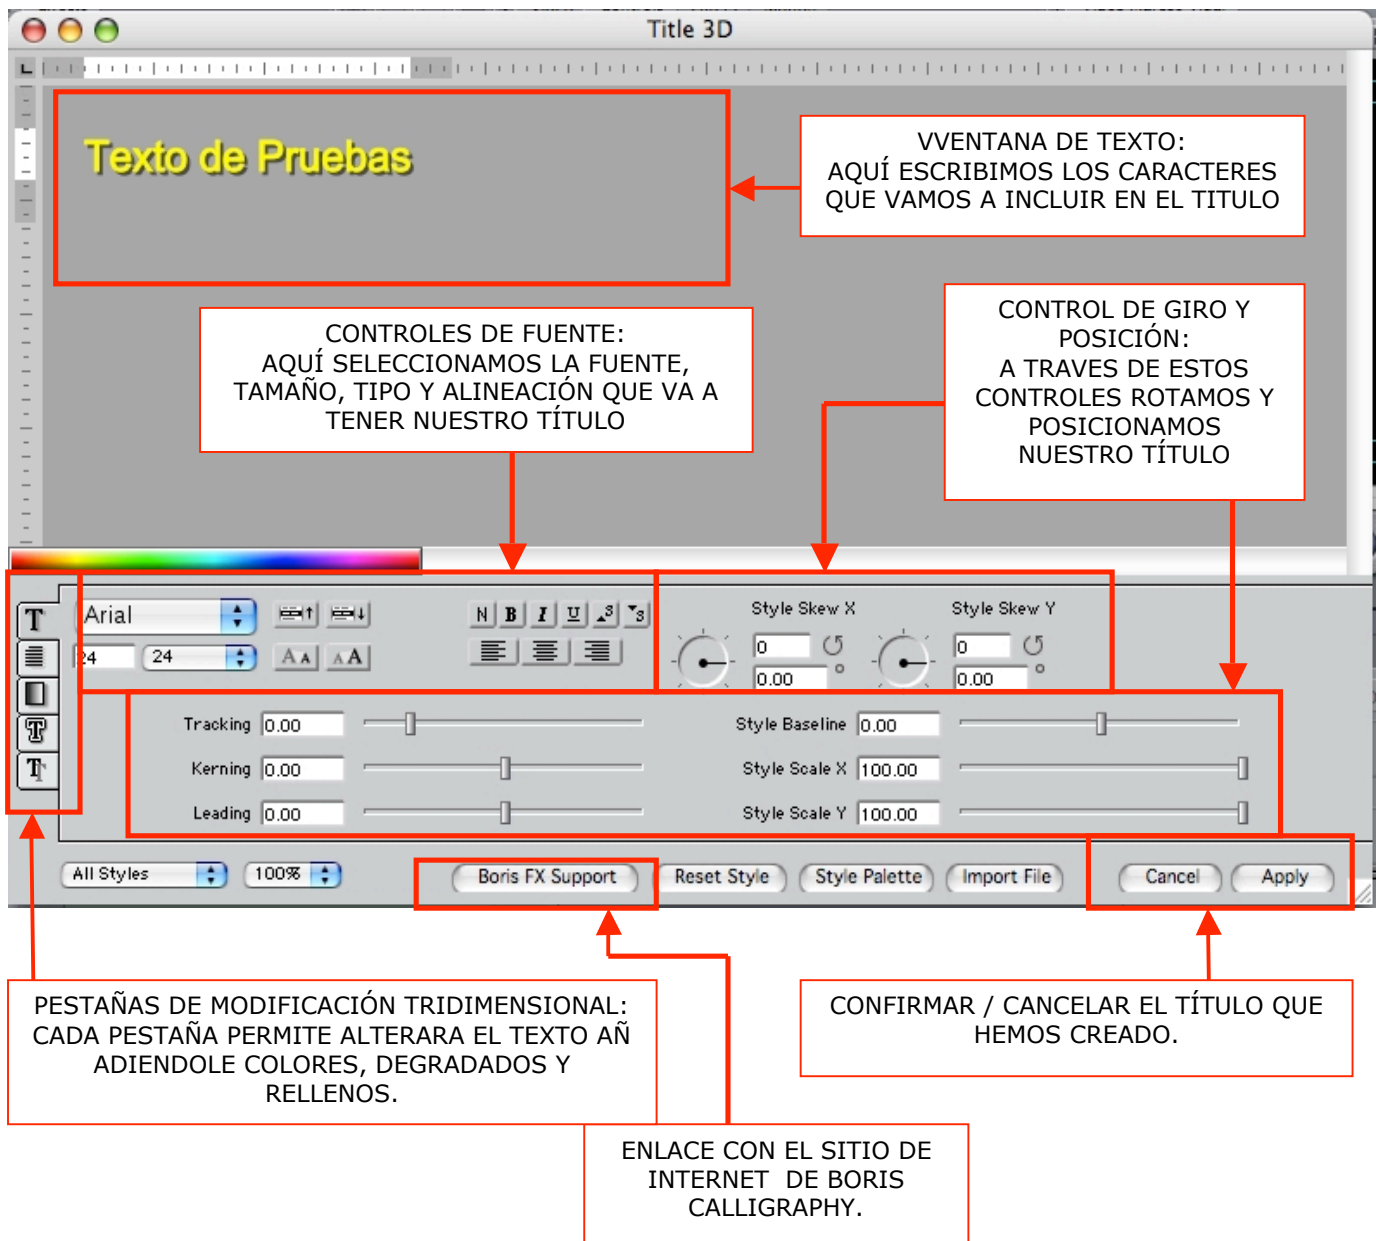 Title 3D
Texto de Pruebas
VVENTANA DE TEXTO:
AQUÍ ESCRIBIMOS LOS CARACTERES
QUE VAMOS A INCLUIR EN EL TITULO
CONTROLES DE FUENTE:
AQUÍ SELECCIONAMOS LA FUENTE,
TAMAÑO, TIPO Y ALINEACIÓN QUE VA A
TENER NUESTRO TÍTULO
CONTROL DE GIRO Y
POSICIÓN:
A TRAVES DE ESTOS
CONTROLES ROTAMOS Y
POSICIONAMOS
NUESTRO TÍTULO
Arial
24 24
N B I U S S
Style Skew X Style Skew Y
0 0
0.00 0.00
Tracking 0.00 Style Baseline 0.00
Kerning 0.00 Style Scale X 100.00
Leading 0.00 Style Scale Y 100.00
All Styles 100% Boris FX Support Reset Style Style Palette Import File Cancel Apply
PESTAÑAS DE MODIFICACIÓN TRIDIMENSIONAL:
CADA PESTAÑA PERMITE ALTERARA EL TEXTO AÑ
ADIENDOLE COLORES, DEGRADADOS Y
RELLENOS.
CONFIRMAR / CANCELAR EL TÍTULO QUE
HEMOS CREADO.
ENLACE CON EL SITIO DE
INTERNET DE BORIS
CALLIGRAPHY.